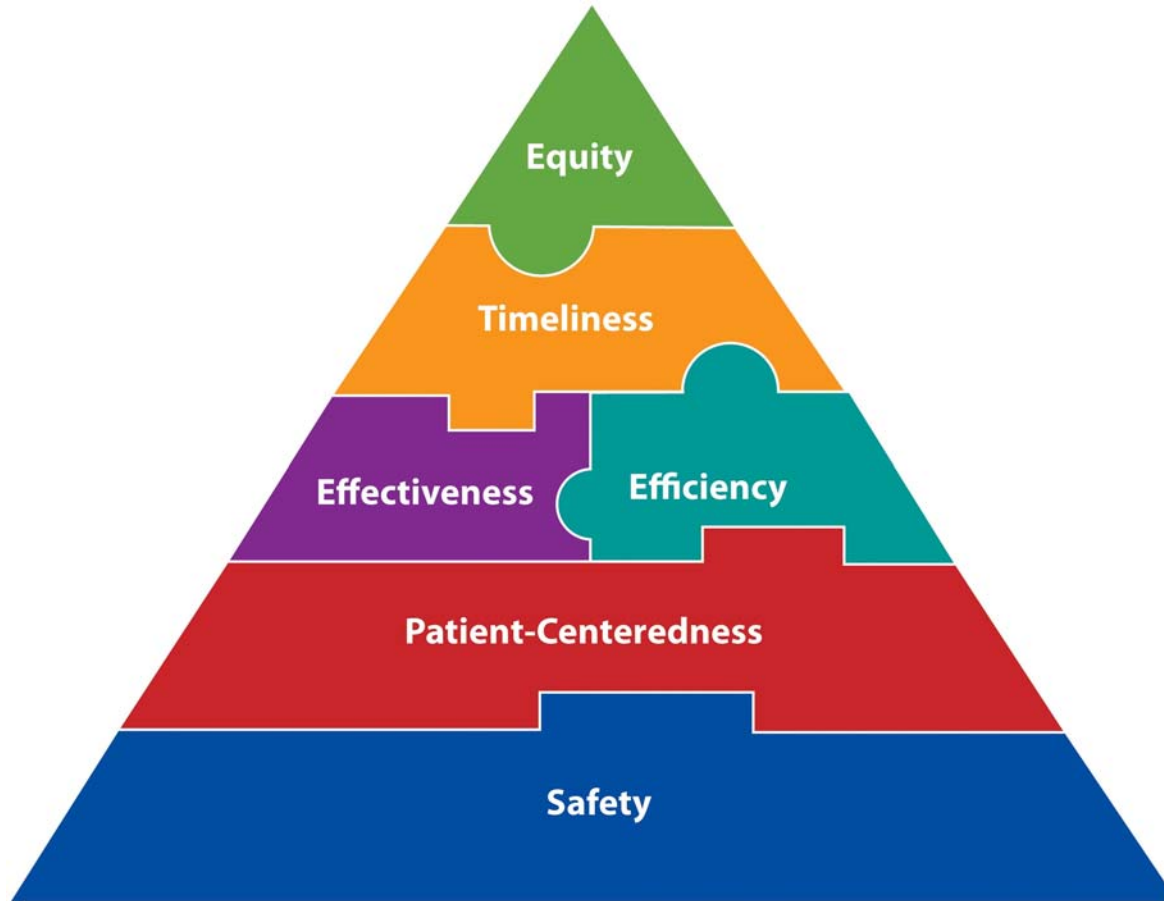 Equity
Timeliness
Effectiveness
Efficiency
Patient-Centeredness
Safety